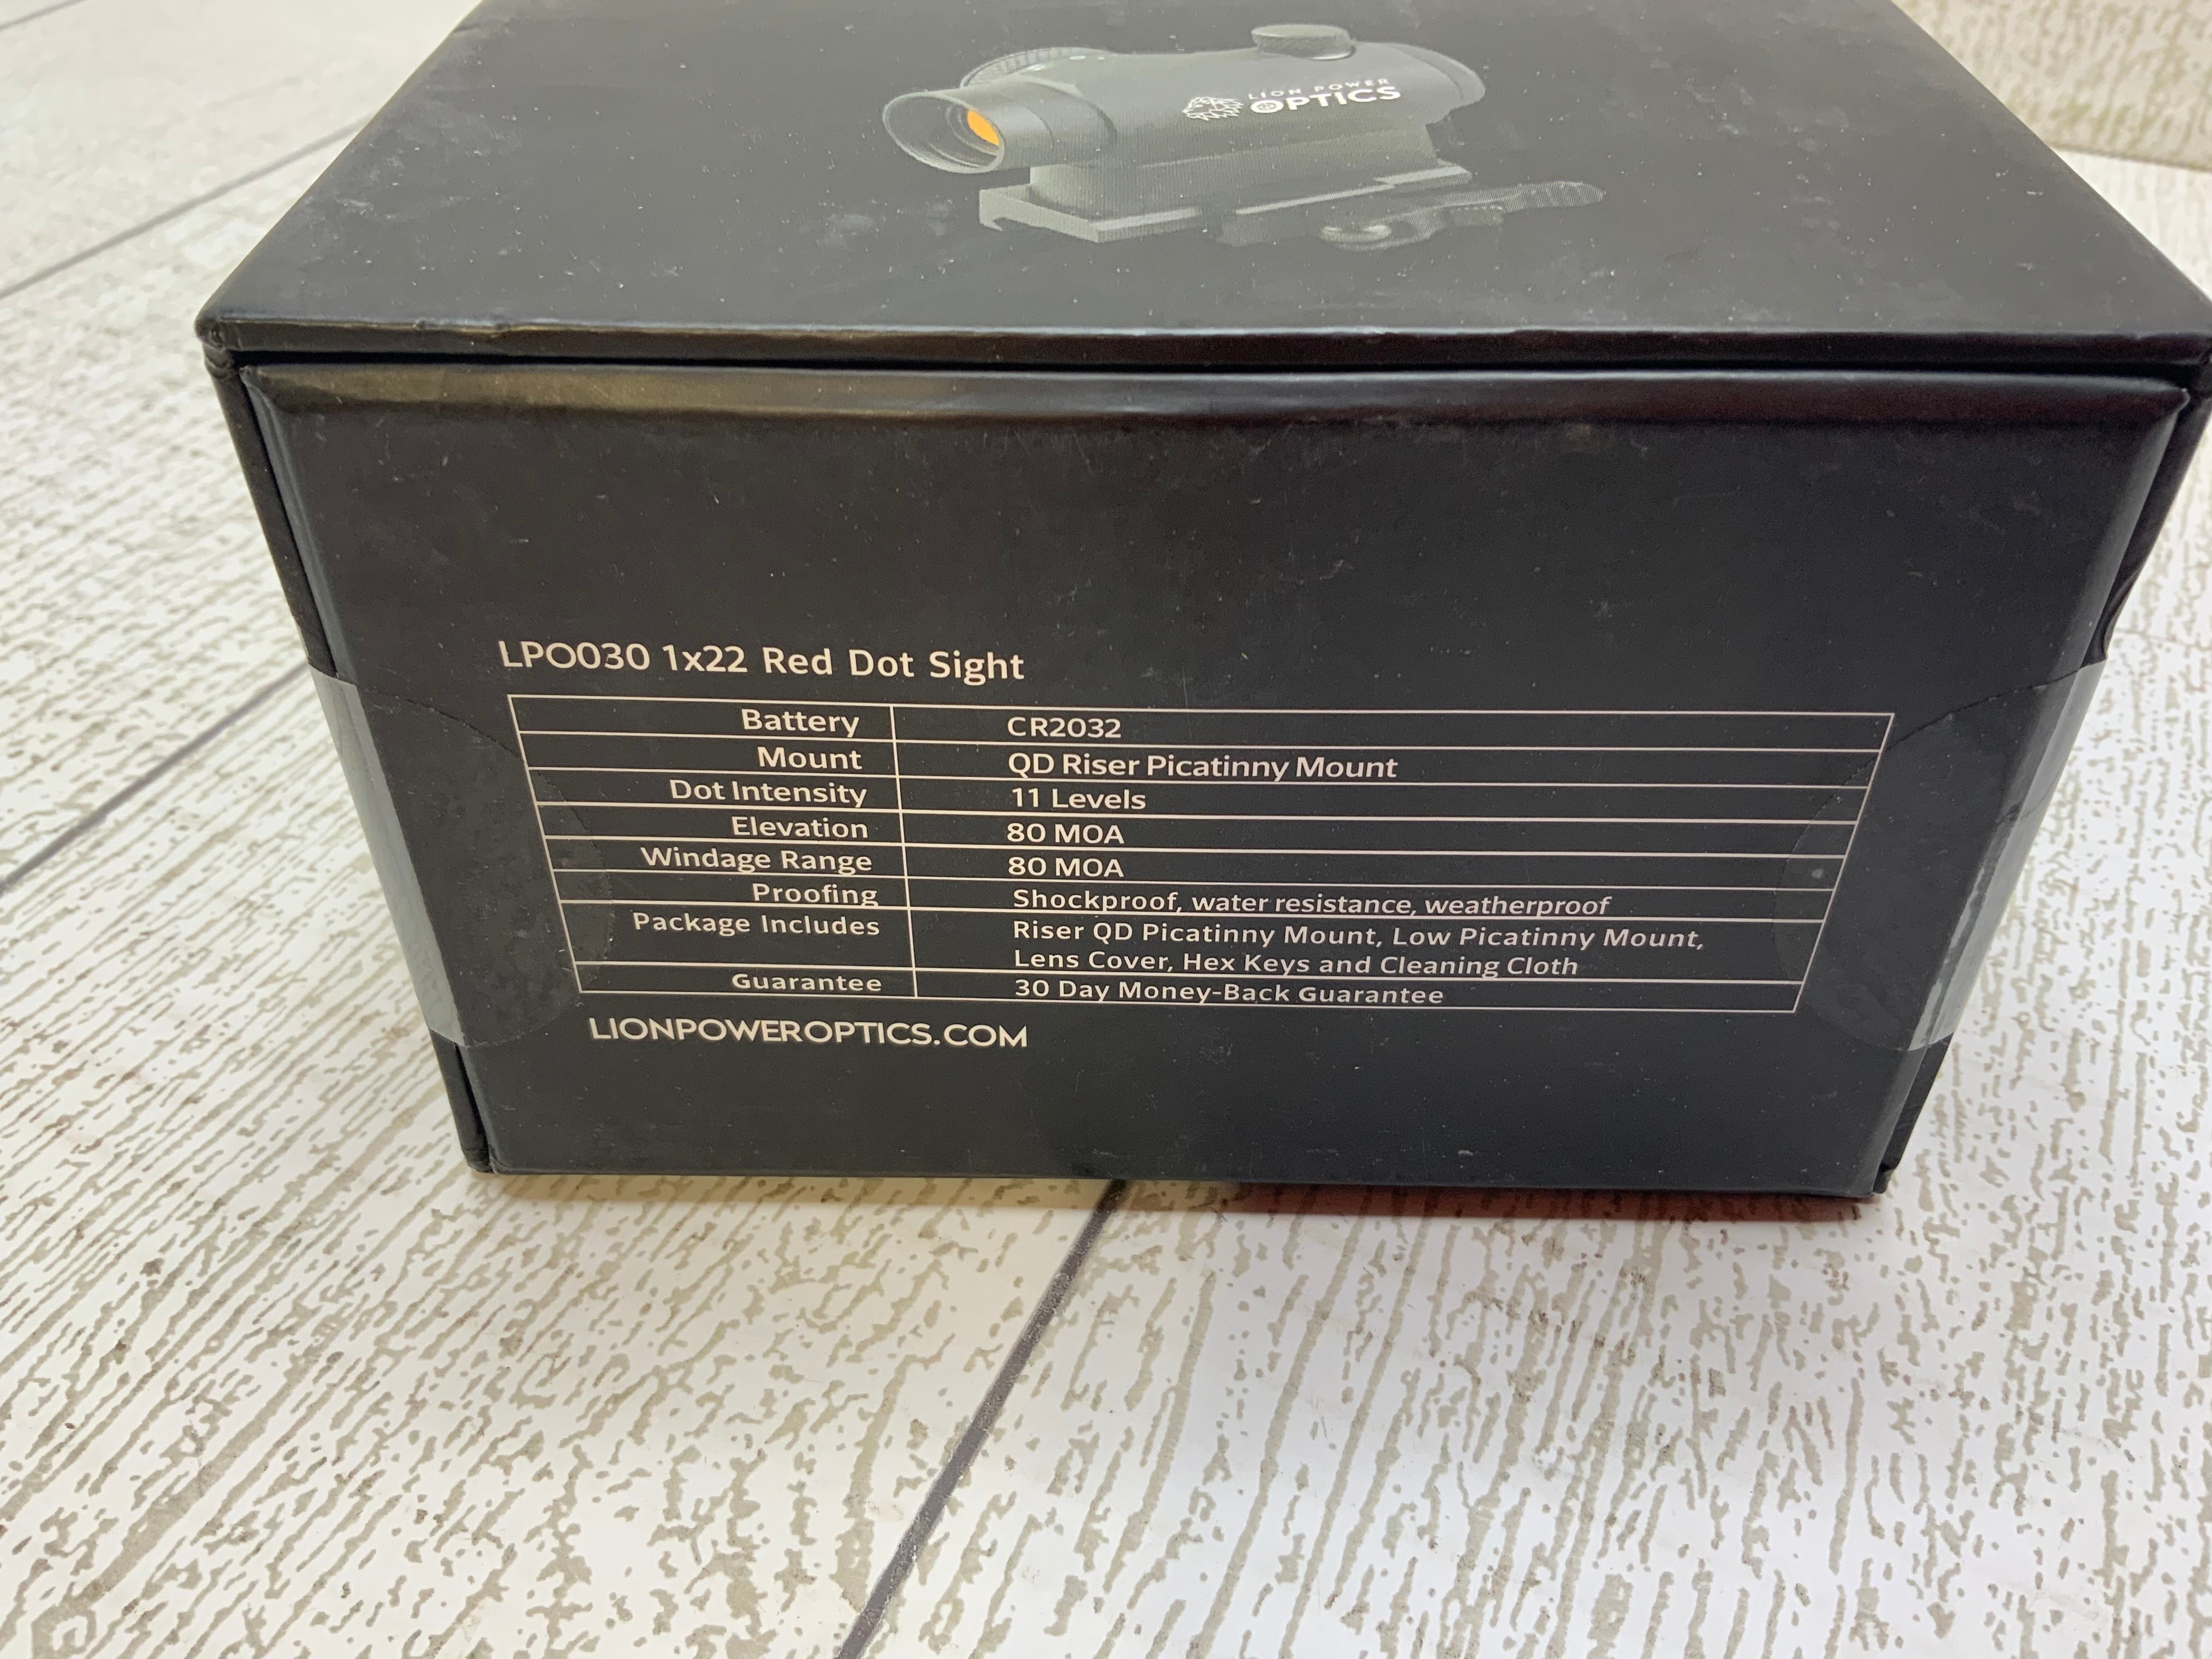 LION POWER
OPTICS
LPO030 1x22 Red Dot Sight
Battery CR2032
Mount QD Riser Picatinny Mount
Dot Intensity 11 Levels
Elevation 80 MOA
Windage Range 80 MOA
Proofing Shockproof, water resistance, weatherproof
Package Includes Riser QD Picatinny Mount, Low Picatinny Mount,
Lens Cover, Hex Keys and Cleaning Cloth
Guarantee 30 Day Money-Back Guarantee
LIONPOWEROPTICS.COM